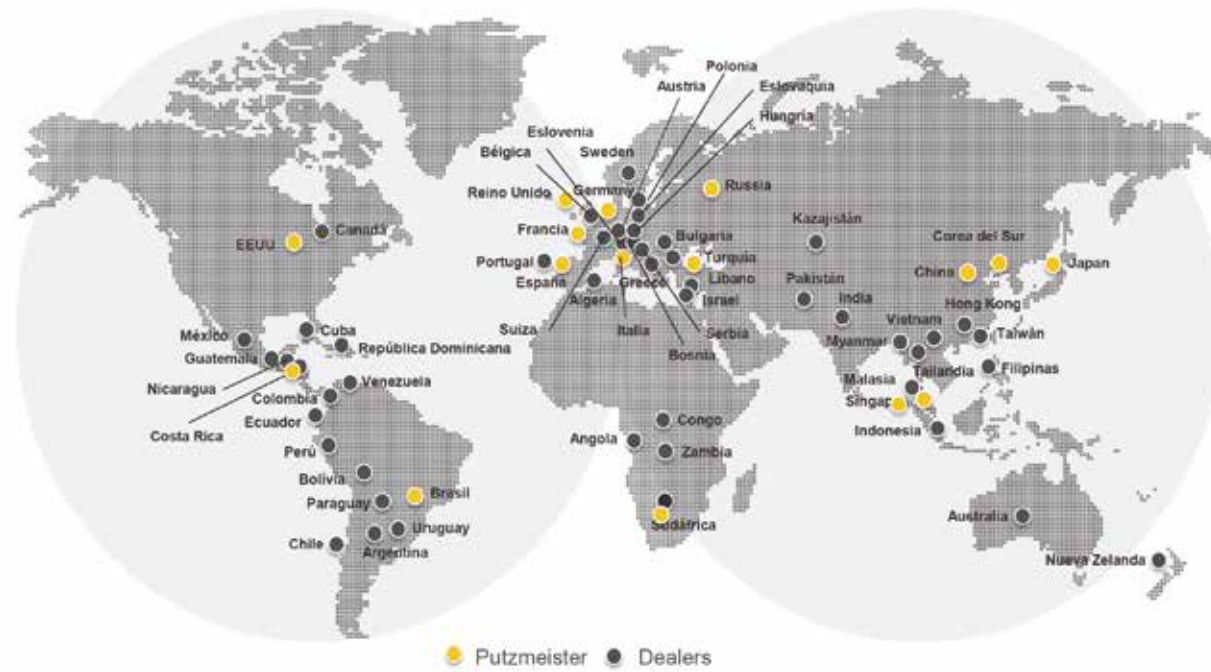 Polonia
Austria
Eslovaquia
Hungria
Eslovenia
Bélgica
Sweden
Reino Unido
Germany
Russia
Francia
Bulgaria
Kazajistán
Corea del Sur
EEUU
Canadá
Portugal
España
Algeria
Greece
Turquia
Líbano
Israel
Pakistán
India
China
Japan
Hong Kong
Vietnam
Taiwán
Myanmar
Tailandia
Filipinas
Malasia
Singap
Indonesia
Suiza
Italia
Serbia
Bosnia
México
Cuba
República Dominicana
Guatemala
Nicaragua
Costa Rica
Venezuela
Colombia
Ecuador
Perú
Bolivia
Paraguay
Brasil
Uruguay
Chile
Argentina
Congo
Angola
Zambia
Sudáfrica
Australia
Nueva Zelanda
Putzmeister Dealers